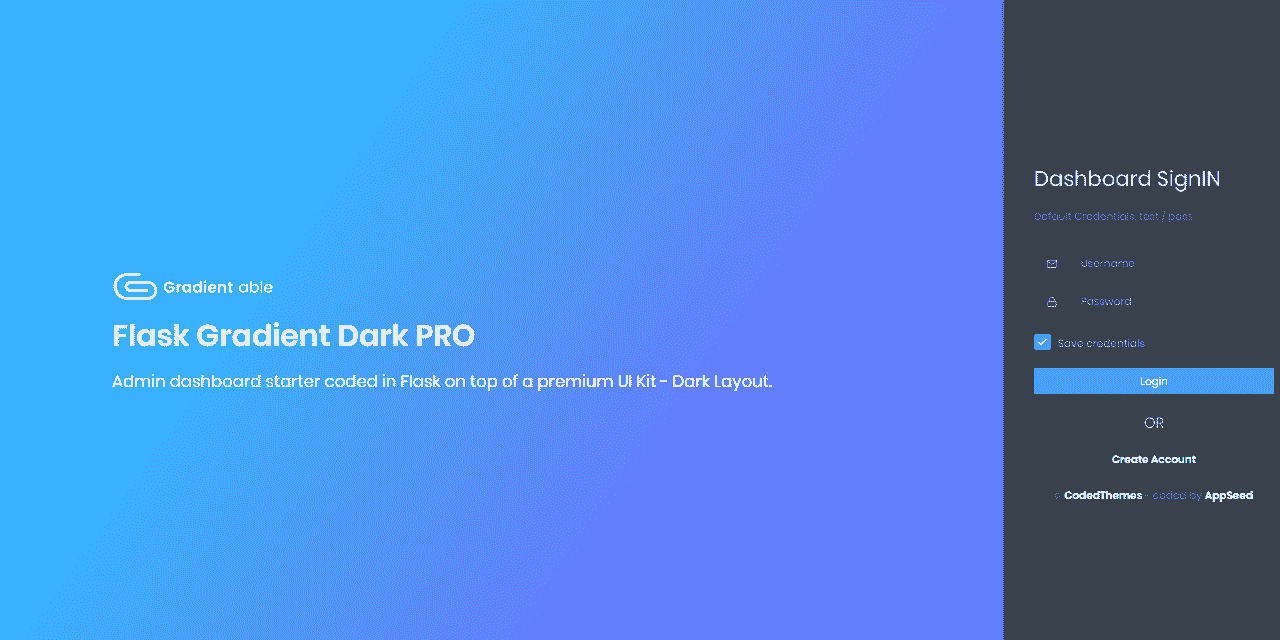 Gradient able
Flask Gradient Dark PRO
Admin dashboard starter coded in Flask on top of a premium UI Kit - Dark Layout.
Dashboard SignIN
Default Credentials: test / pass
Username
Password
Save credentials
Login
OR
Create Account
© CodedThemes - coded by AppSeed